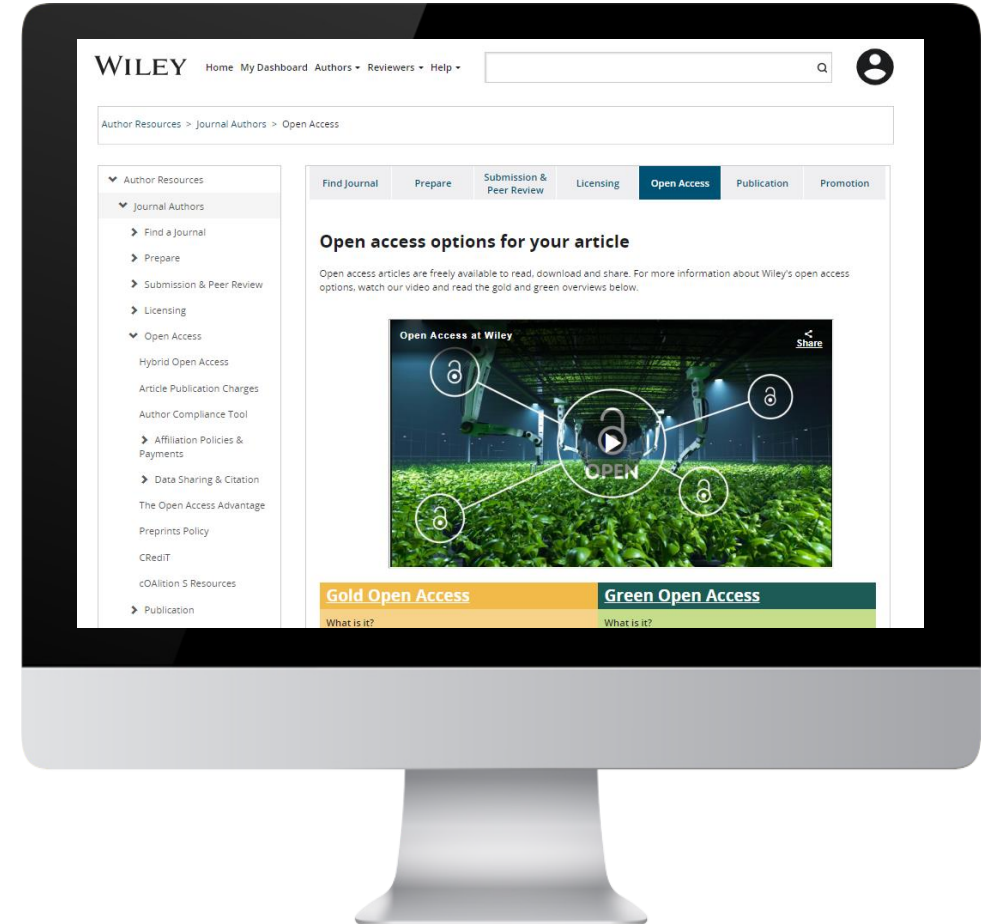 WILEY Home My Dashboard Authors Reviewers Help
Author Resources > Journal Authors > Open Access
Author Resources
Journal Authors
Find a Journal
Prepare
Submission & Peer Review
Licensing
Open Access
Hybrid Open Access
Article Publication Charges
Author Compliance Tool
Affiliation Policies &
Payments
Data Sharing & Citation
The Open Access Advantage
Preprints Policy
CRediT
cOAlition S Resources
Publication
Find Journal
Prepare
Submission &
Peer Review
Licensing
Open Access
Publication
Promotion
Open access options for your article
Open access articles are freely available to read, download and share. For more information about Wiley's open access
options, watch our video and read the gold and green overviews below.
Open Access at Wiley
Share
OPEN
Gold Open Access
What is it?
Green Open Access
What is it?